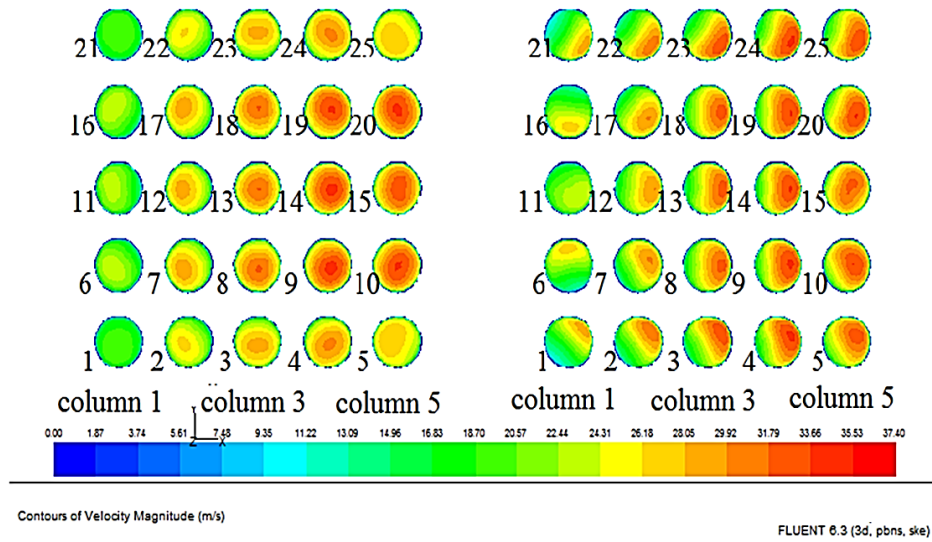 21 22 23 24 25 21 22 23 24 25
16 17 18 19 20 16 17 18 19 20
11 12 13 14 15 11 12 13 14 15
6 7 8 9 10 6 7 8 9 10
1 2 3 4 5 1 2 3 4 5
column 1 column 3 column 5 column 1 column 3 column 5
Y
Z X
0.00 1.87 3.74 5.61 7.48 9.35 11.22 13.09 14.96 16.83 18.70 20.57 22.44 24.31 26.18 28.05 29.92 31.79 33.66 35.53 37.40
Contours of Velocity Magnitude (m/s)
FLUENT 6.3 (3d, pbns, ske)